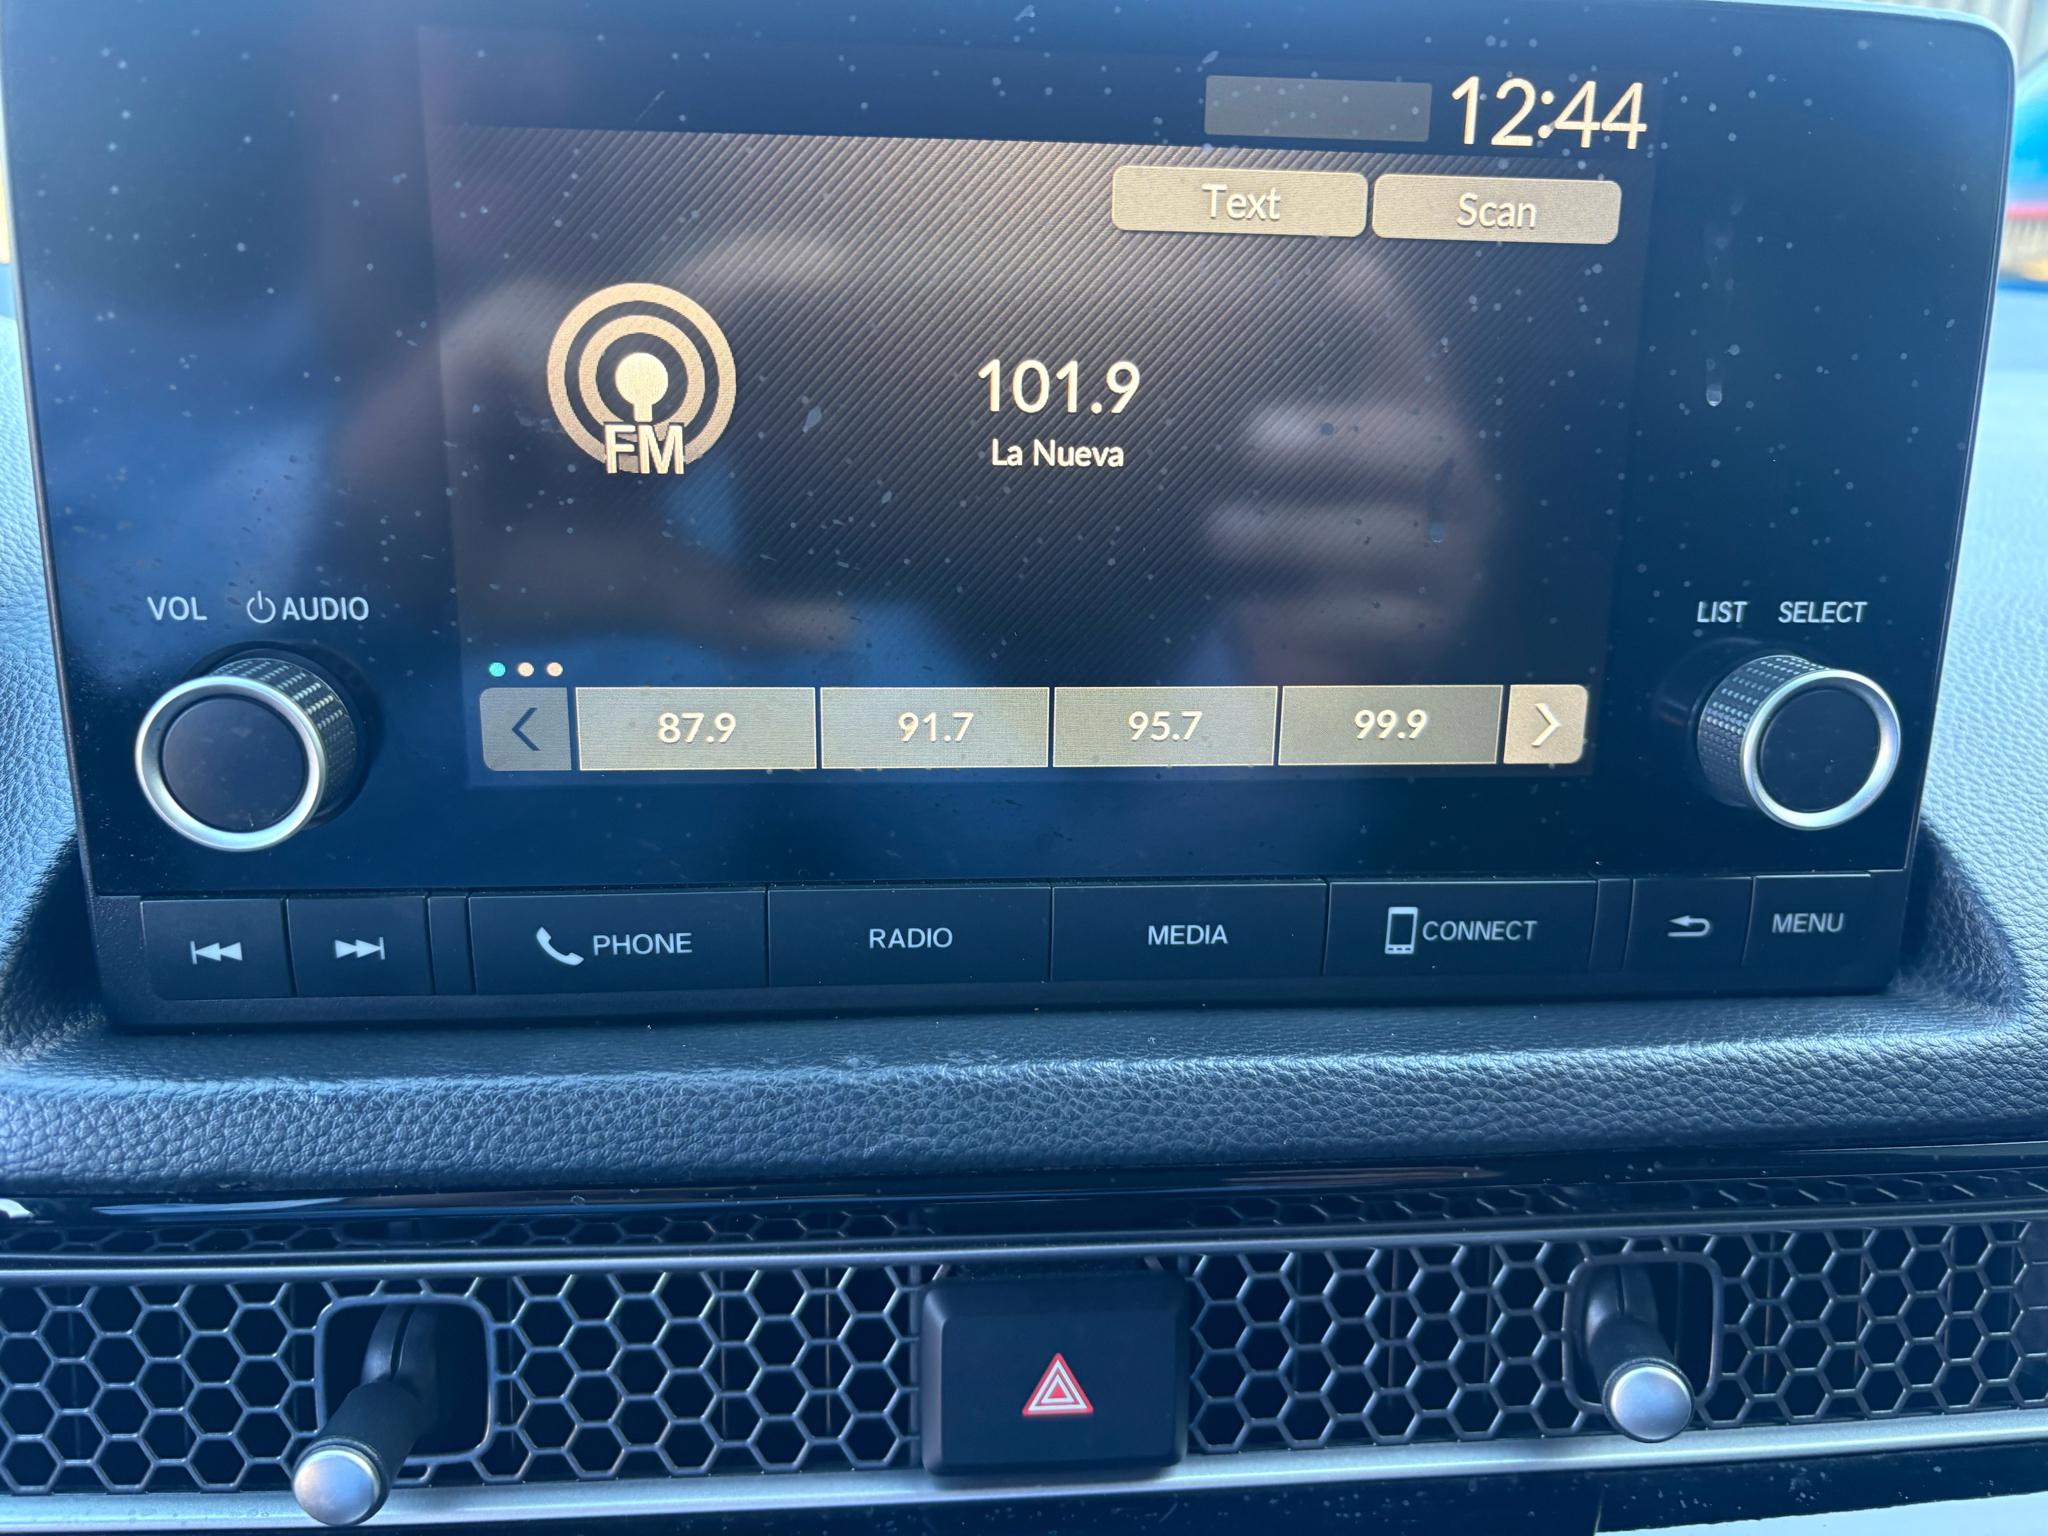 12:44
Text Scan
FM
101.9
La Nueva
VOL AUDIO
LIST SELECT
87.9 91.7 95.7 99.9
PHONE RADIO MEDIA CONNECT MENU